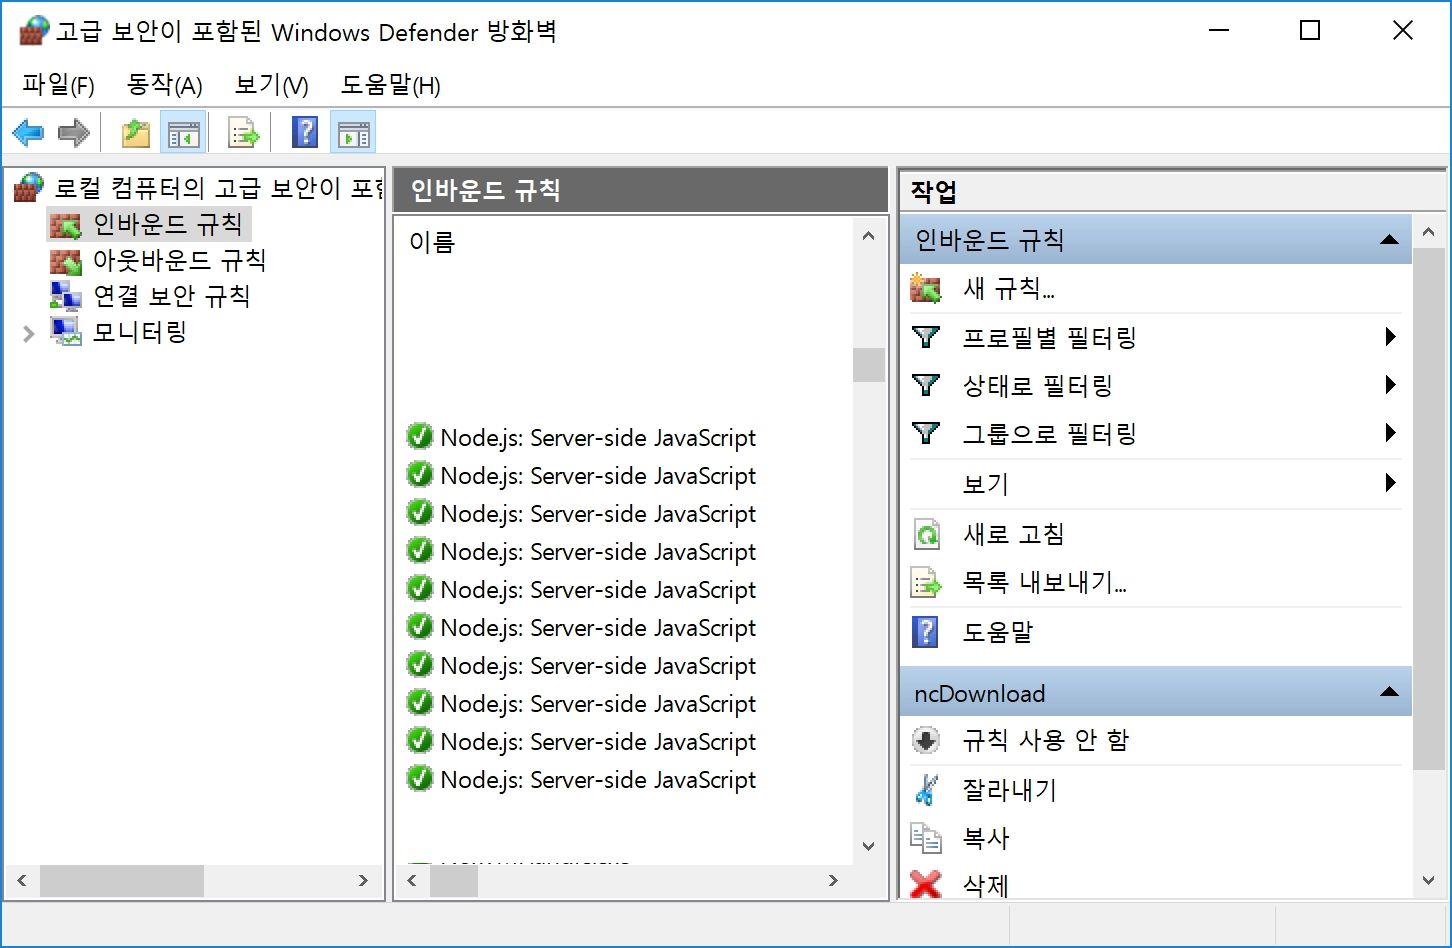 고급 보안이 포함된 Windows Defender 방화벽
파일(F) 동작(A) 보기(V) 도움말(H)
로컬 컴퓨터의 고급 보안이
인바운드 규칙
아웃바운드 규칙
연결 보안 규칙
모니터링
인바운드 규칙
이름
Node.js: Server-side JavaScript
Node.js: Server-side JavaScript
Node.js: Server-side JavaScript
Node.js: Server-side JavaScript
Node.js: Server-side JavaScript
Node.js: Server-side JavaScript
Node.js: Server-side JavaScript
Node.js: Server-side JavaScript
Node.js: Server-side JavaScript
Node.js: Server-side JavaScript
작업
인바운드 규칙
새 규칙...
프로필별 필터링
상태로 필터링
그룹으로 필터링
보기
새로 고침
목록 내보내기...
도움말
ncDownload
규칙 사용 안 함
잘라내기
복사
삭제